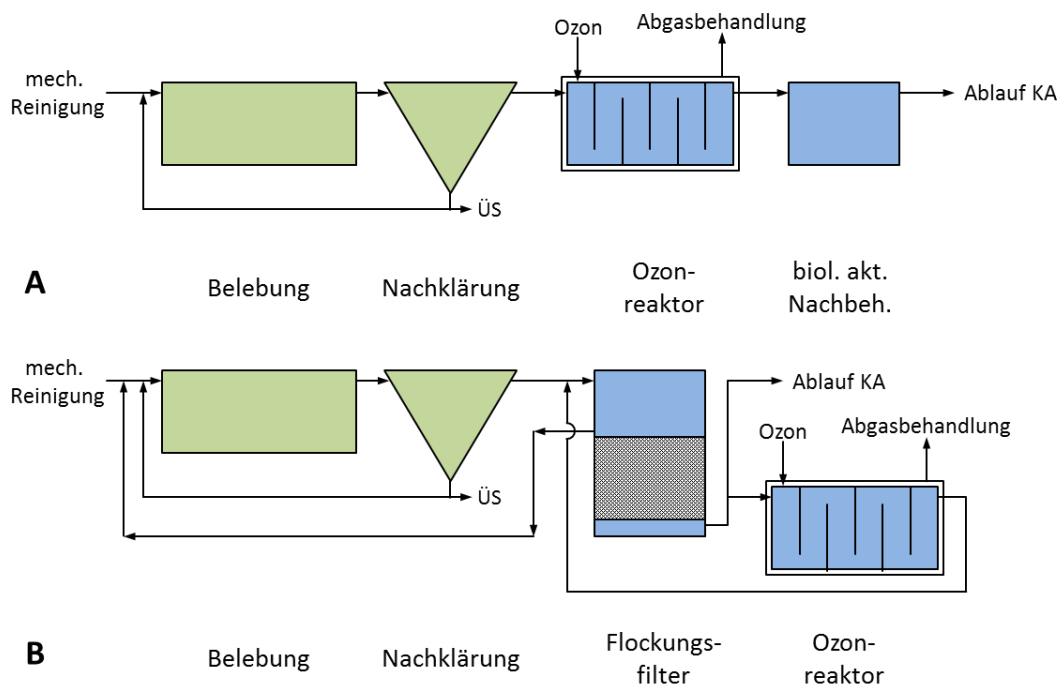 Ozon
Abgasbehandlung
mech.
Reinigung
Ablauf KA
ÜS
A
Belebung
Nachklärung
Ozon-
reaktor
biol. akt.
Nachbeh.
mech.
Reinigung
Ablauf KA
Ozon
Abgasbehandlung
ÜS
B
Belebung
Nachklärung
Flockungs-
filter
Ozon-
reaktor